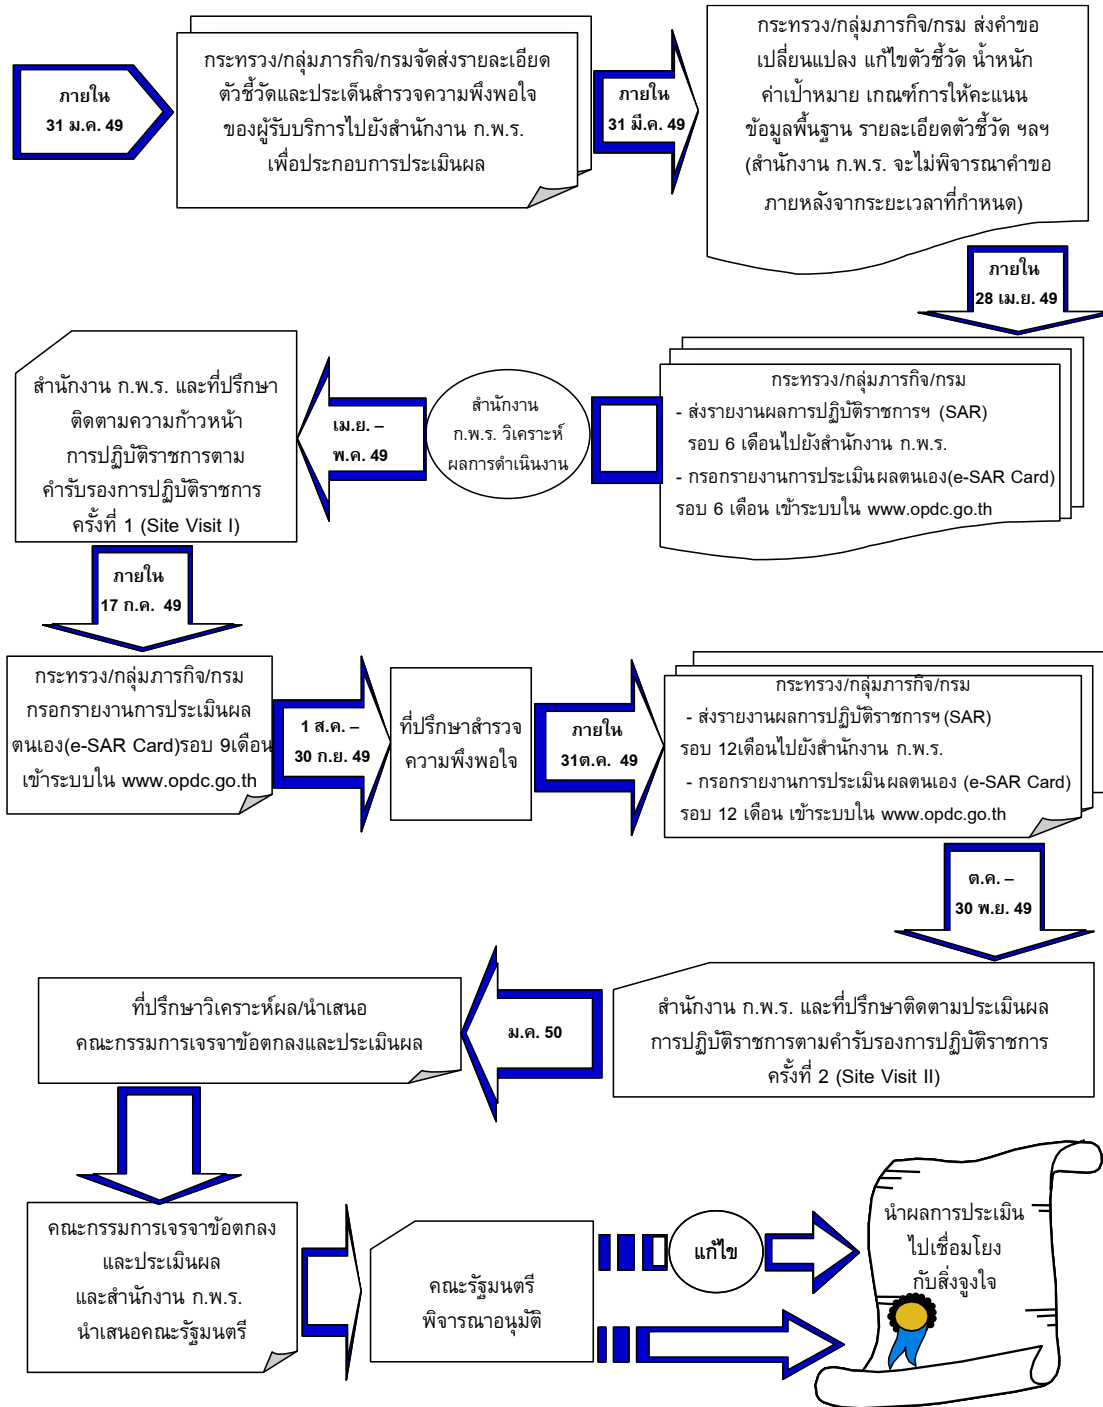 ภายใน
31 ม.ค. 49
กระทรวง/กลุ่มภารกิจ/กรมจัดส่งรายละเอียด
ตัวชี้วัดและประเด็นสำรวจความพึงพอใจ
ของผู้รับบริการไปยังสำนักงาน ก.พ.ร.
เพื่อประกอบการประเมินผล
ภายใน
31 มี.ค. 49
กระทรวง/กลุ่มภารกิจ/กรม ส่งคำขอ
เปลี่ยนแปลง แก้ไขตัวชี้วัด น้ำหนัก
ค่าเป้าหมาย เกณฑ์การให้คะแนน
ข้อมูลพื้นฐาน รายละเอียดตัวชี้วัด ฯลฯ
(สำนักงาน ก.พ.ร. จะไม่พิจารณาคำขอ
ภายหลังจากระยะเวลาที่กำหนด)
ภายใน
28 เม.ย. 49
กระทรวง/กลุ่มภารกิจ/กรม
- ส่งรายงานผลการปฏิบัติราชการฯ (SAR)
รอบ 6 เดือนไปยังสำนักงาน ก.พ.ร.
- กรอกรายงานการประเมินผลตนเอง(e-SAR Card)
รอบ 6 เดือน เข้าระบบใน www.opdc.go.th
สำนักงาน
ก.พ.ร. วิเคราะห์
ผลการดำเนินงาน
เม.ย. –
พ.ค. 49
สำนักงาน ก.พ.ร. และที่ปรึกษา
ติดตามความก้าวหน้า
การปฏิบัติราชการตาม
คำรับรองการปฏิบัติราชการ
ครั้งที่ 1 (Site Visit I)
ภายใน
17 ก.ค. 49
กระทรวง/กลุ่มภารกิจ/กรม
กรอกรายงานการประเมินผล
ตนเอง(e-SAR Card)รอบ 9เดือน
เข้าระบบใน www.opdc.go.th
1 ส.ค. –
30 ก.ย. 49
ที่ปรึกษาสำรวจ
ความพึงพอใจ
ภายใน
31ต.ค. 49
กระทรวง/กลุ่มภารกิจ/กรม
- ส่งรายงานผลการปฏิบัติราชการฯ (SAR)
รอบ 12เดือนไปยังสำนักงาน ก.พ.ร.
- กรอกรายงานการประเมินผลตนเอง (e-SAR Card)
รอบ 12 เดือน เข้าระบบใน www.opdc.go.th
ต.ค. –
30 พ.ย. 49
สำนักงาน ก.พ.ร. และที่ปรึกษาติดตามประเมินผล
การปฏิบัติราชการตามคำรับรองการปฏิบัติราชการ
ครั้งที่ 2 (Site Visit II)
ม.ค. 50
ที่ปรึกษาวิเคราะห์ผล/นำเสนอ
คณะกรรมการเจรจาข้อตกลงและประเมินผล
คณะกรรมการเจรจาข้อตกลง
และประเมินผล
และสำนักงาน ก.พ.ร.
นำเสนอคณะรัฐมนตรี
คณะรัฐมนตรี
พิจารณาอนุมัติ
แก้ไข
นำผลการประเมิน
ไปเชื่อมโยง
กับสิ่งจูงใจ